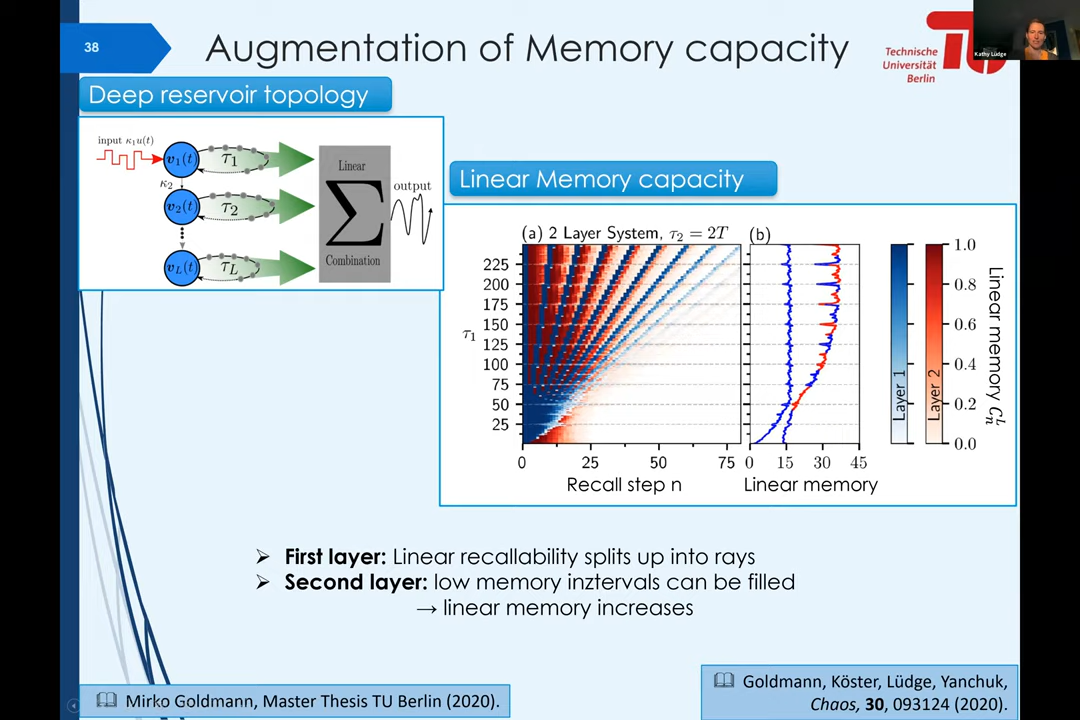 38
Augmentation of Memory capacity
Technische
Universität
Berlin
Kathy Lüdge
Deep reservoir topology
input κ₁u(t)
v₁(t)
τ₁
κ₂
v₂(t)
τ₂
v_L(t)
τ_L
Linear
Σ
Combination
output
Linear Memory capacity
(a) 2 Layer System, τ₂ = 2T
(b)
τ₁
225
200
175
150
125
100
75
50
25
0 25 50 75
Recall step n
0 15 30 45
Linear memory
Layer 1
Layer 2
1.0
0.8
0.6
0.4
0.2
0.0
Linear memory Cₙˡ
➢ First layer: Linear recallability splits up into rays
➢ Second layer: low memory inztervals can be filled
→ linear memory increases
Mirko Goldmann, Master Thesis TU Berlin (2020).
Goldmann, Köster, Lüdge, Yanchuk,
Chaos, 30, 093124 (2020).